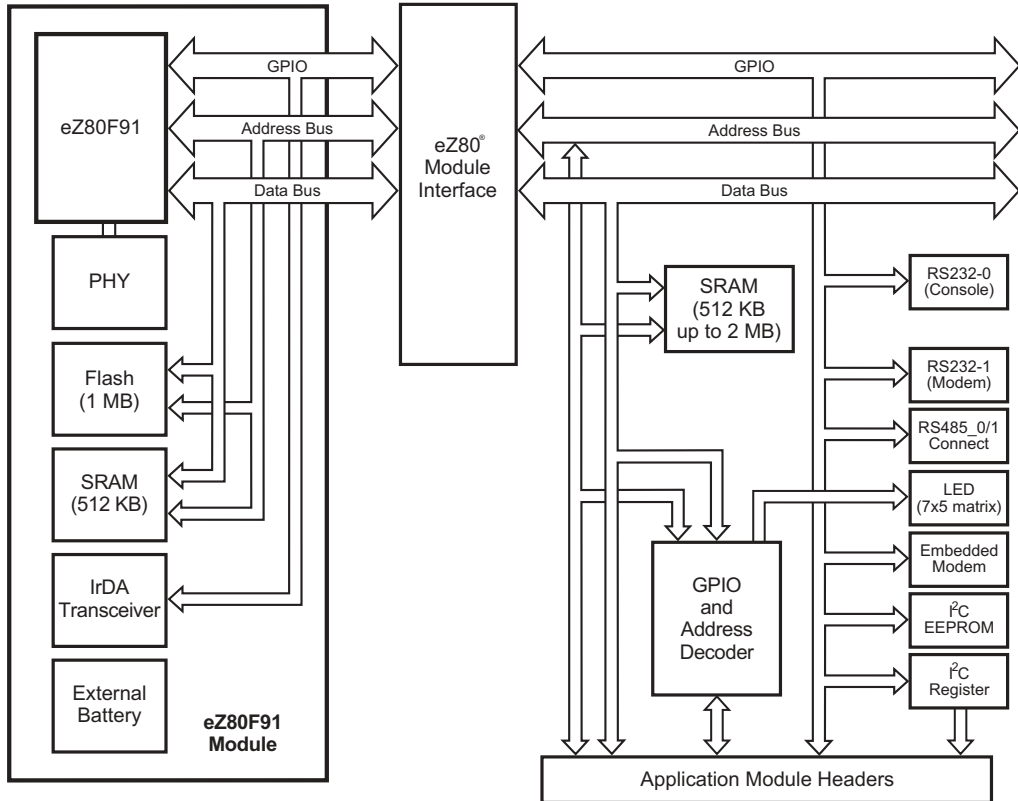 GPIO
eZ80F91
Address Bus
Data Bus
PHY
Flash
(1 MB)
SRAM
(512 KB)
IrDA
Transceiver
External
Battery
eZ80F91
Module
eZ80®
Module
Interface
GPIO
Address Bus
Data Bus
SRAM
(512 KB
up to 2 MB)
GPIO
and
Address
Decoder
RS232-0
(Console)
RS232-1
(Modem)
RS485_0/1
Connect
LED
(7x5 matrix)
Embedded
Modem
I²C
EEPROM
I²C
Register
Application Module Headers